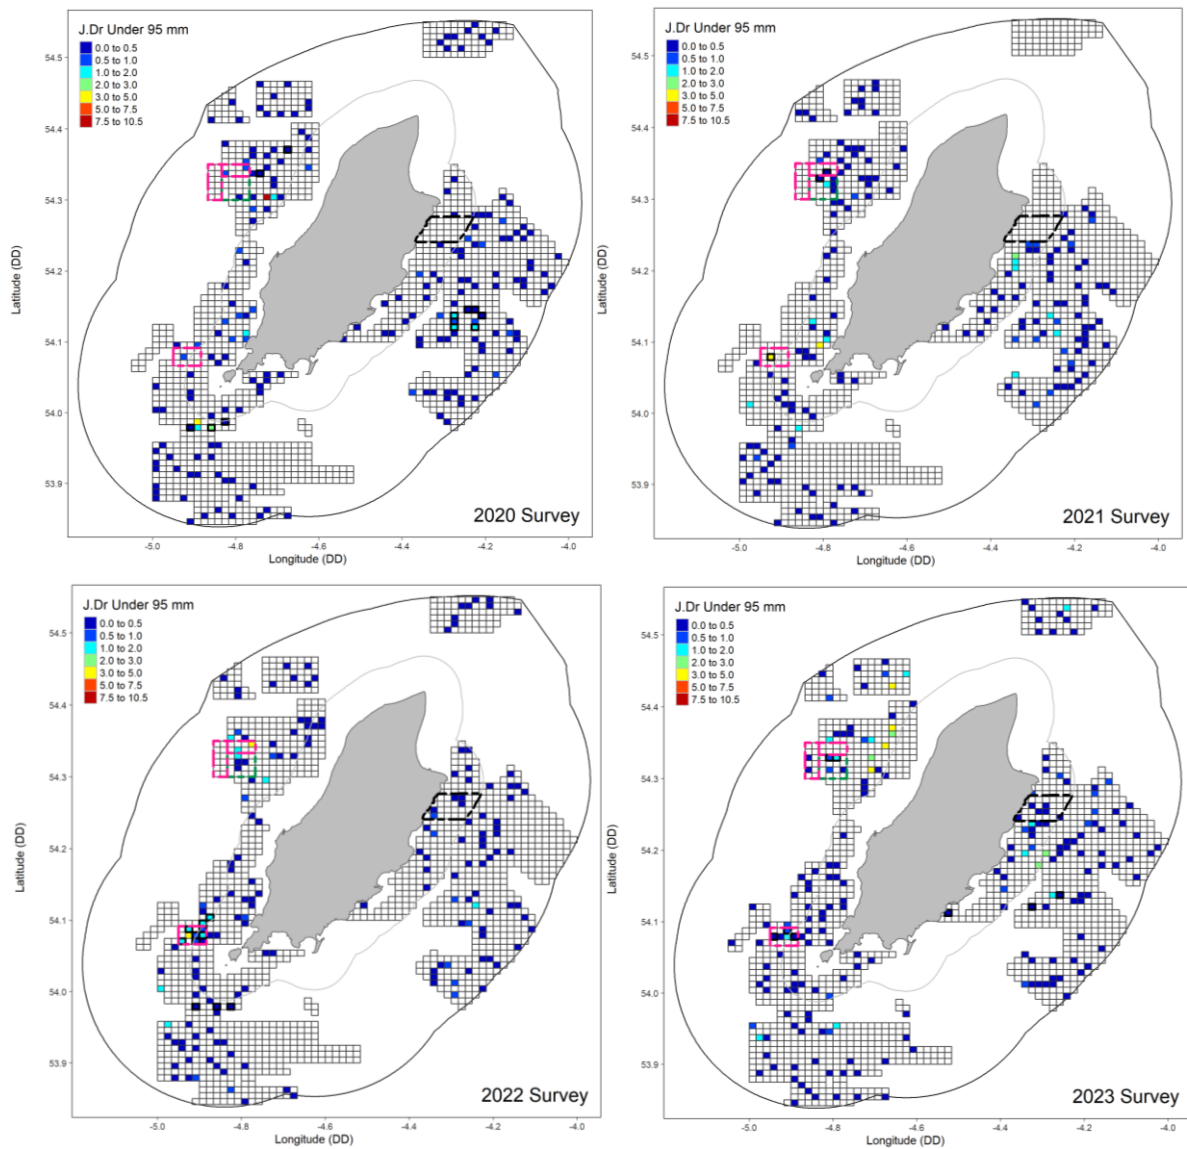 J.Dr Under 95 mm
0.0 to 0.5
0.5 to 1.0
1.0 to 2.0
2.0 to 3.0
3.0 to 5.0
5.0 to 7.5
7.5 to 10.5
54.5
54.4
54.3
54.2
54.1
54.0
53.9
Latitude (DD)
2020 Survey
-5.0 -4.8 -4.6 -4.4 -4.2 -4.0
Longitude (DD)
J.Dr Under 95 mm
0.0 to 0.5
0.5 to 1.0
1.0 to 2.0
2.0 to 3.0
3.0 to 5.0
5.0 to 7.5
7.5 to 10.5
54.5
54.4
54.3
54.2
54.1
54.0
53.9
Latitude (DD)
2021 Survey
-5.0 -4.8 -4.6 -4.4 -4.2 -4.0
Longitude (DD)
J.Dr Under 95 mm
0.0 to 0.5
0.5 to 1.0
1.0 to 2.0
2.0 to 3.0
3.0 to 5.0
5.0 to 7.5
7.5 to 10.5
54.5
54.4
54.3
54.2
54.1
54.0
53.9
Latitude (DD)
2022 Survey
-5.0 -4.8 -4.6 -4.4 -4.2 -4.0
Longitude (DD)
J.Dr Under 95 mm
0.0 to 0.5
0.5 to 1.0
1.0 to 2.0
2.0 to 3.0
3.0 to 5.0
5.0 to 7.5
7.5 to 10.5
54.5
54.4
54.3
54.2
54.1
54.0
53.9
Latitude (DD)
2023 Survey
-5.0 -4.8 -4.6 -4.4 -4.2 -4.0
Longitude (DD)